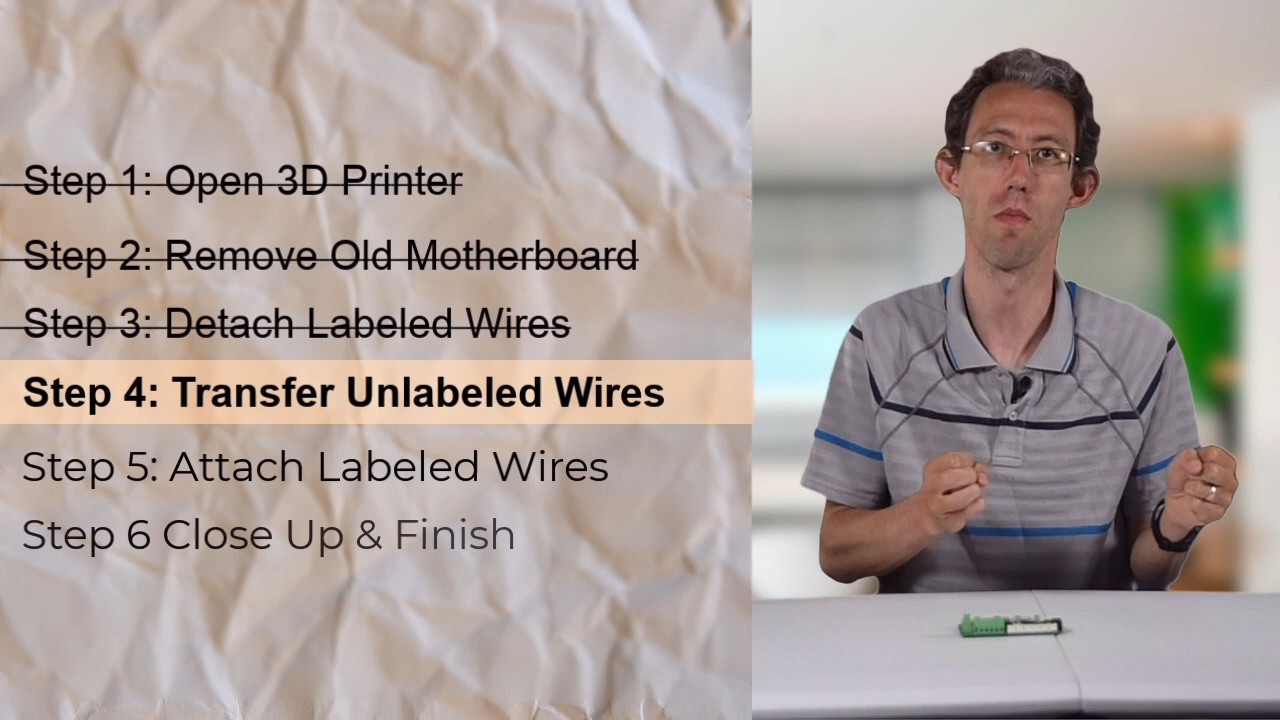 Step 1: Open 3D Printer
Step 2: Remove Old Motherboard
Step 3: Detach Labeled Wires
Step 4: Transfer Unlabeled Wires
Step 5: Attach Labeled Wires
Step 6 Close Up & Finish